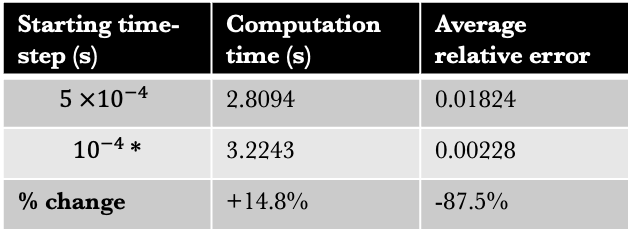 Starting time-
step (s)
Computation
time (s)
Average
relative error
5 ×10⁻⁴
2.8094
0.01824
10⁻⁴ *
3.2243
0.00228
% change
+14.8%
-87.5%